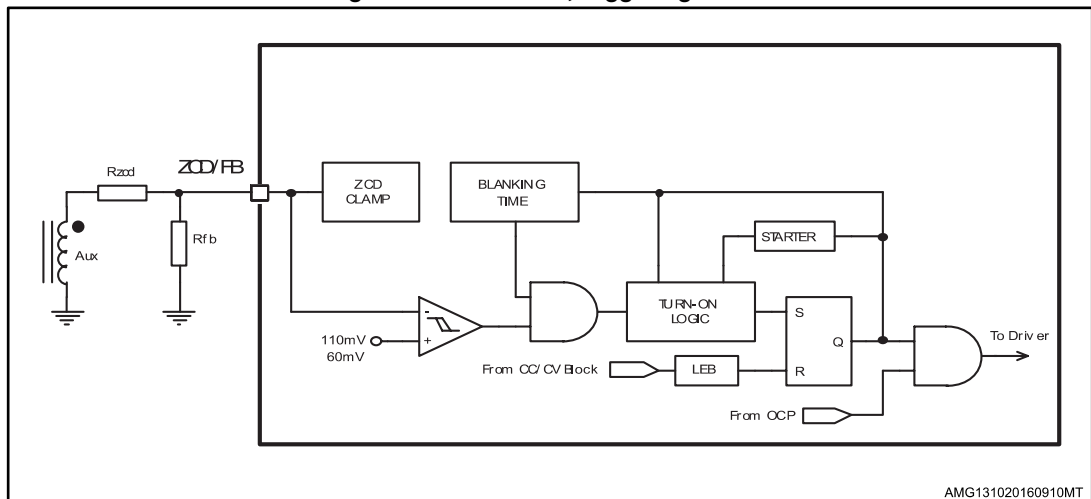 ZCD/FB
Rzcd
Rfb
Aux
ZCD
CLAMP
BLANKING
TIME
STARTER
TURN-ON
LOGIC
110mV
60mV
-
+
S
Q
R
From CC/CV Block
LEB
From OCP
To Driver
AMG131020160910MT